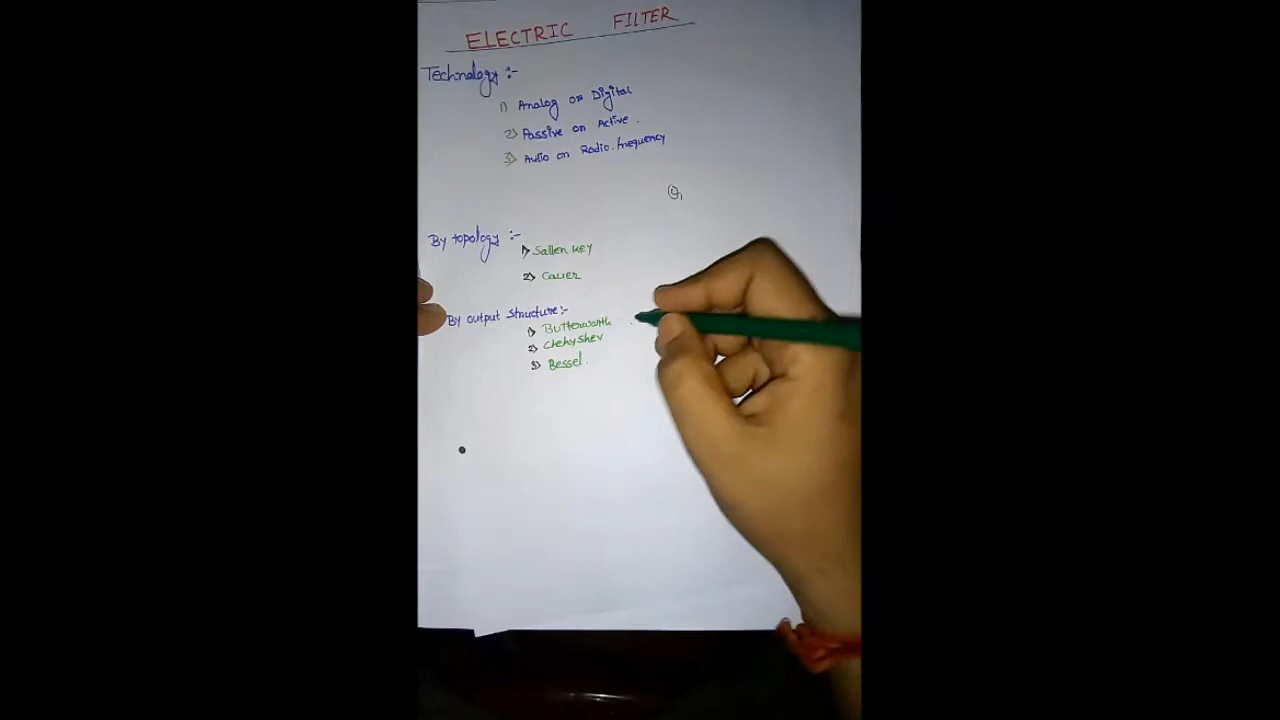 ELECTRIC FILTER
Technology :-
1) Analog or Digital
2) Passive or Active.
3) Autio or Radio.frequency
By topology :-
1) Sallen key
2) Cauer
By output Structure:-
1) Butterworth
2) Chebyshev
3) Bessel.